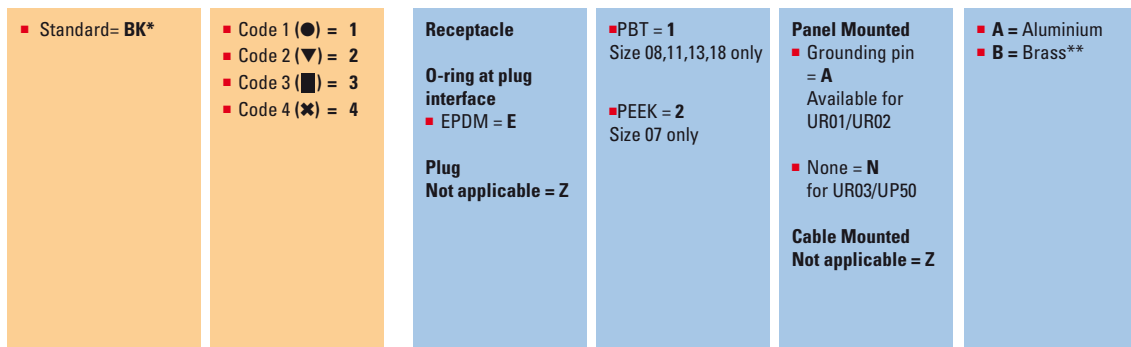 ▪ Standard= BK*
▪ Code 1 (●) = 1
▪ Code 2 (▼) = 2
▪ Code 3 (■) = 3
▪ Code 4 (✖) = 4
Receptacle
O-ring at plug
interface
▪ EPDM = E
Plug
Not applicable = Z
▪PBT = 1
Size 08,11,13,18 only
▪PEEK = 2
Size 07 only
Panel Mounted
▪ Grounding pin
= A
Available for
UR01/UR02
▪ None = N
for UR03/UP50
Cable Mounted
Not applicable = Z
▪ A = Aluminium
▪ B = Brass**